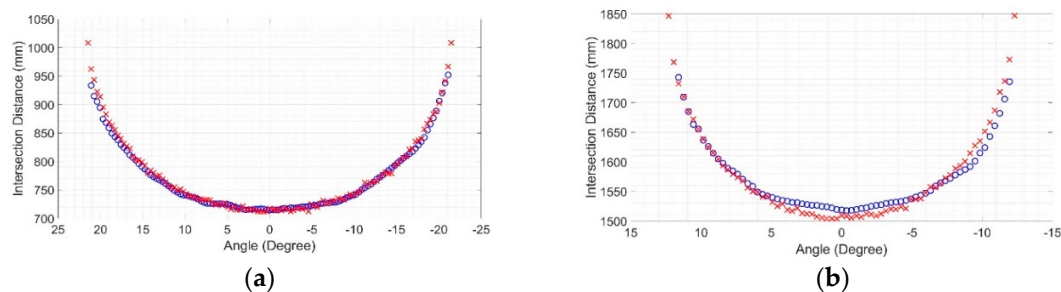 1050
1000
950
900
850
800
750
700
25 20 15 10 5 0 -5 -10 -15 -20 -25
Angle (Degree)
Intersection Distance (mm)
(a)
1850
1800
1750
1700
1650
1600
1550
1500
15 10 5 0 -5 -10 -15
Angle (Degree)
Intersection Distance (mm)
(b)